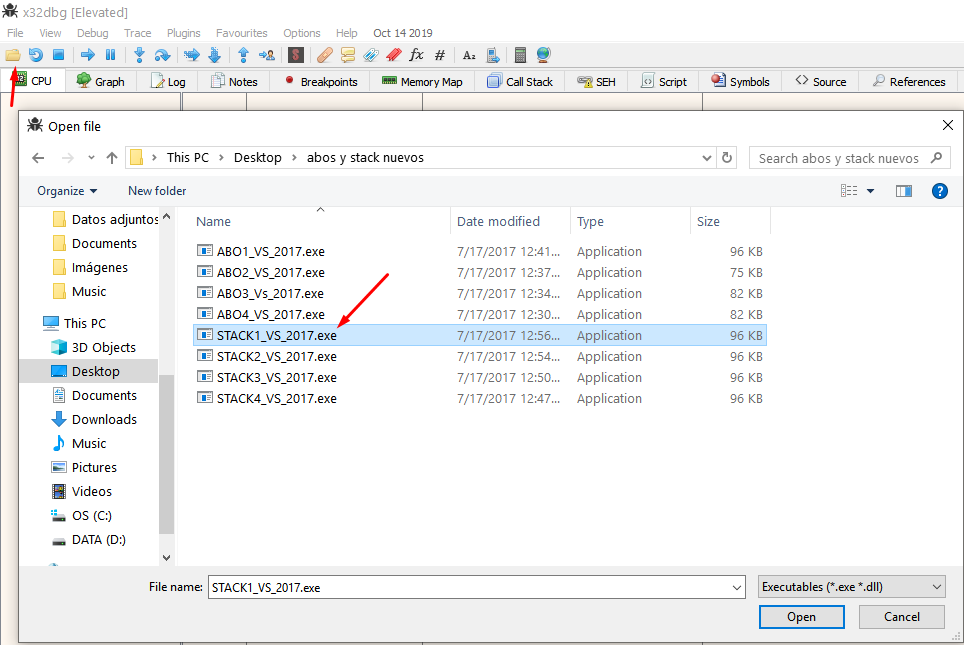 x32dbg [Elevated]
File View Debug Trace Plugins Favourites Options Help Oct 14 2019
CPU Graph Log Notes Breakpoints Memory Map Call Stack SEH Script Symbols Source References
Open file
This PC > Desktop > abos y stack nuevos
Search abos y stack nuevos
Organize New folder
Name Date modified Type Size
Datos adjuntos
Documents
Imágenes
Music
This PC
3D Objects
Desktop
Documents
Downloads
Music
Pictures
Videos
OS (C:)
DATA (D:)
ABO1_VS_2017.exe 7/17/2017 12:41... Application 96 KB
ABO2_VS_2017.exe 7/17/2017 12:37... Application 75 KB
ABO3_Vs_2017.exe 7/17/2017 12:34... Application 82 KB
ABO4_VS_2017.exe 7/17/2017 12:30... Application 82 KB
STACK1_VS_2017.exe 7/17/2017 12:56... Application 96 KB
STACK2_VS_2017.exe 7/17/2017 12:54... Application 96 KB
STACK3_VS_2017.exe 7/17/2017 12:50... Application 96 KB
STACK4_VS_2017.exe 7/17/2017 12:47... Application 96 KB
File name: STACK1_VS_2017.exe Executables (*.exe *.dll)
Open Cancel